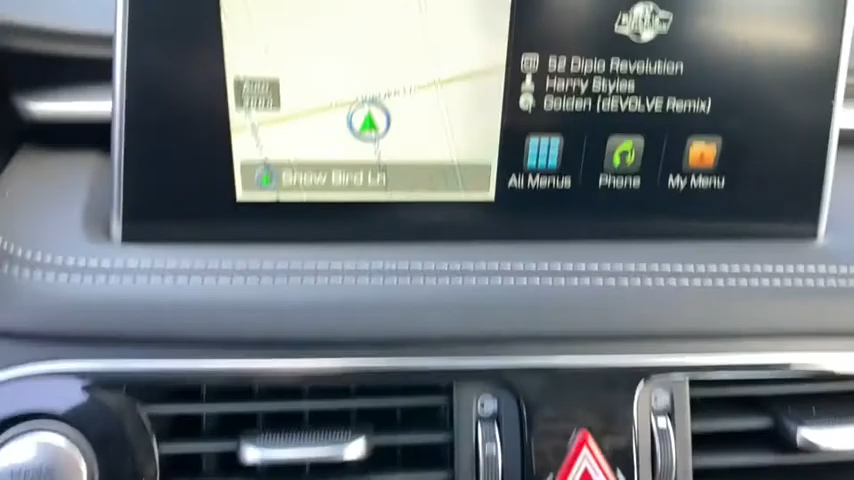 52 Diplo Revolution
Harry Styles
Golden (dEVOLVE Remix)
All Menus
Phone
My Menu
Snow Bird Ln